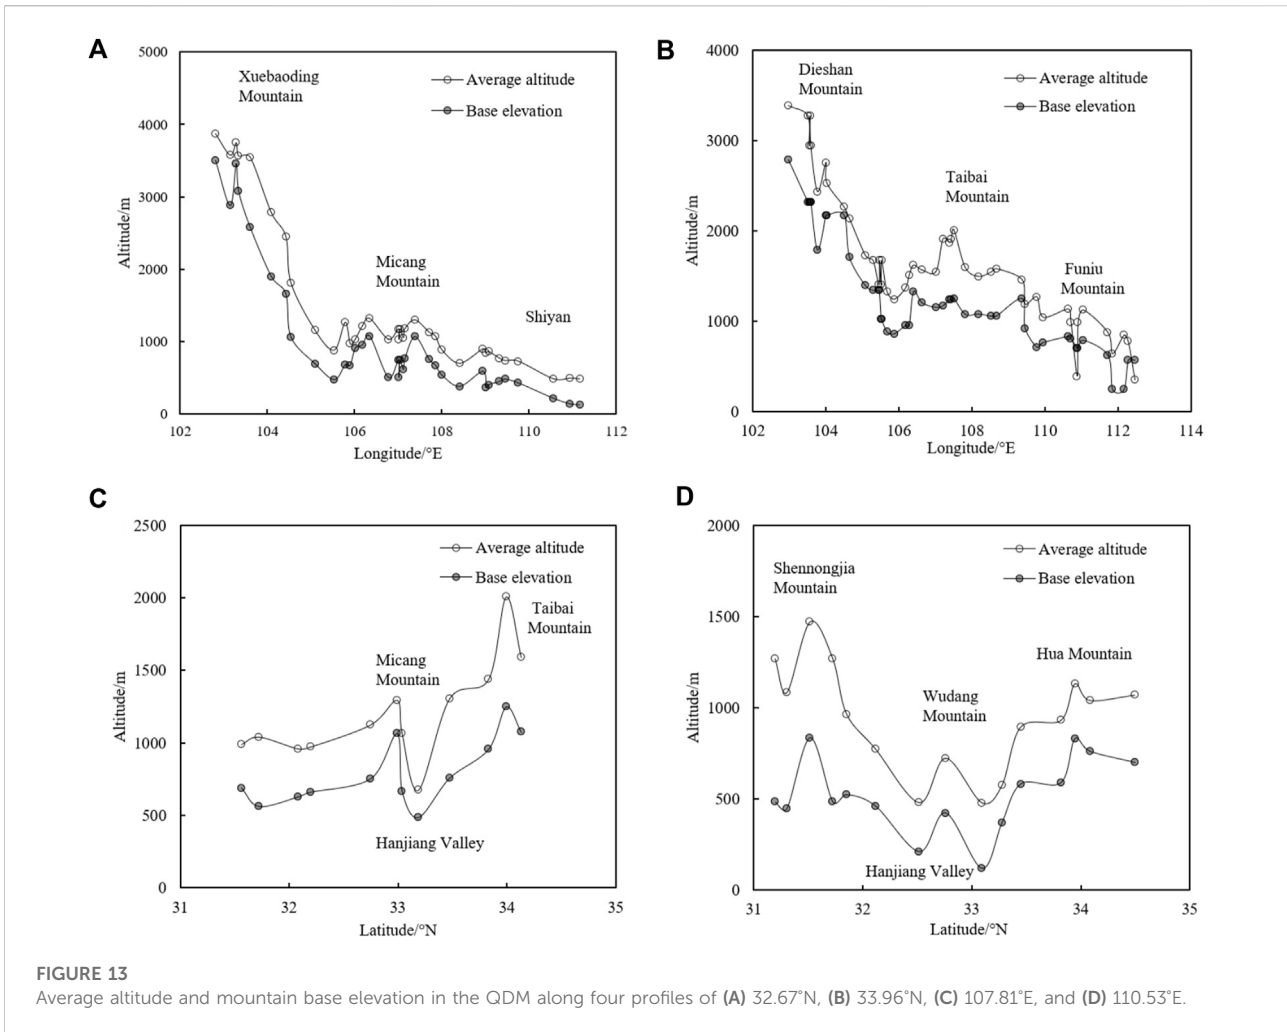 A
5000
4000
3000
2000
1000
0
102
104
106
108
110
112
Altitude/m
Longitude/°E
Xuebaoding
Mountain
Average altitude
Base elevation
Micang
Mountain
Shiyan
B
4000
3000
2000
1000
0
102
104
106
108
110
112
114
Altitude/m
Longitude/°E
Dieshan
Mountain
Average altitude
Base elevation
Taibai
Mountain
Funiu
Mountain
C
2500
2000
1500
1000
500
0
31
32
33
34
35
Altitude/m
Latitude/°N
Average altitude
Base elevation
Taibai
Mountain
Micang
Mountain
Hanjiang Valley
D
2000
1500
1000
500
0
31
32
33
34
35
Altitude/m
Latitude/°N
Shennongjia
Mountain
Average altitude
Base elevation
Hua Mountain
Wudang
Mountain
Hanjiang Valley
FIGURE 13
Average altitude and mountain base elevation in the QDM along four profiles of (A) 32.67°N, (B) 33.96°N, (C) 107.81°E, and (D) 110.53°E.